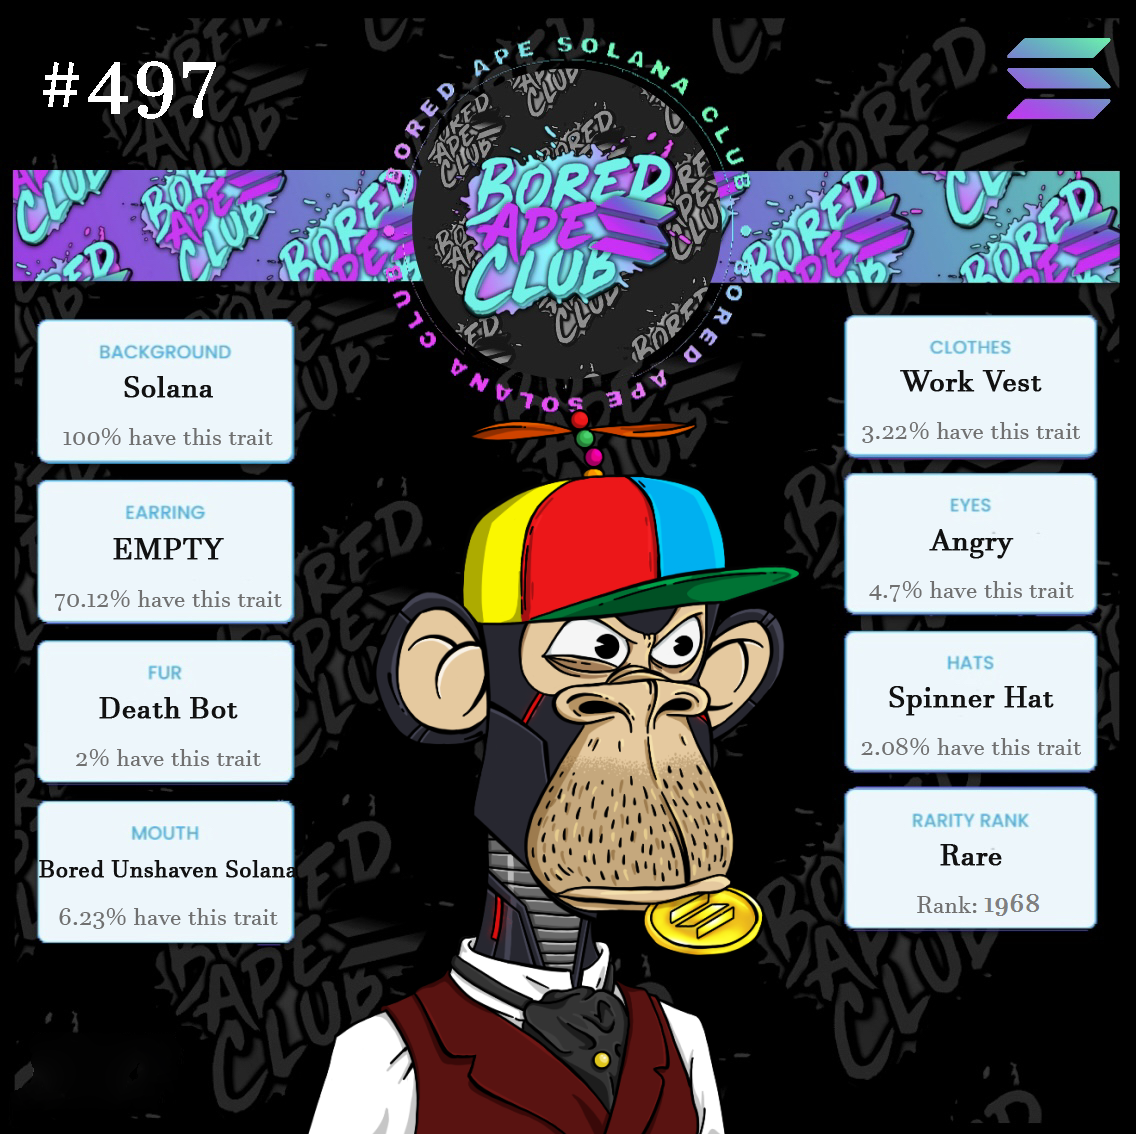 #497
BORED APE SOLANA CLUB
BORED
APE
CLUB
BORED APE SOLANA CLUB
BACKGROUND
Solana
100% have this trait
EARRING
EMPTY
70.12% have this trait
FUR
Death Bot
2% have this trait
MOUTH
Bored Unshaven Solana
6.23% have this trait
CLOTHES
Work Vest
3.22% have this trait
EYES
Angry
4.7% have this trait
HATS
Spinner Hat
2.08% have this trait
RARITY RANK
Rare
Rank: 1968